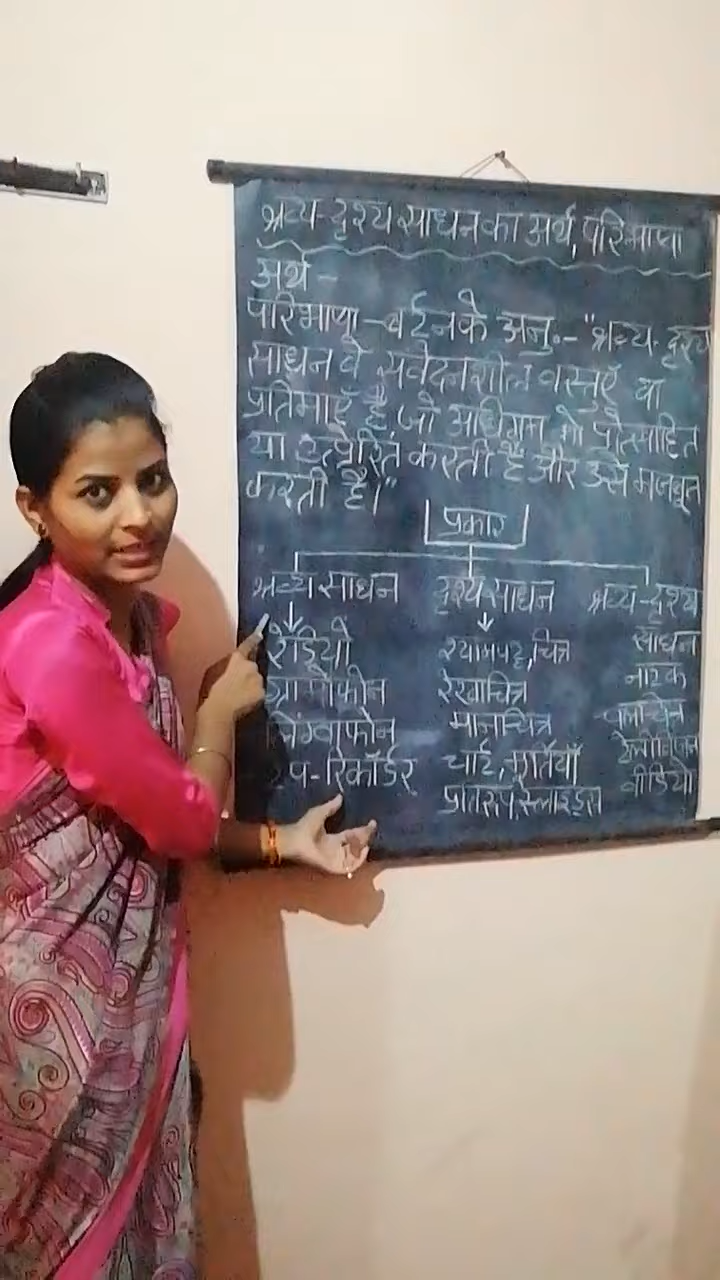 श्रव्य-दृश्य साधन का अर्थ, परिभाषा
अर्थ -
परिभाषा - बर्टन के अनु॰ - "श्रव्य-दृश्य
साधन वे संवेदनशील वस्तुएँ वा
प्रतिमाएँ हैं, जो अधिगम को प्रोत्साहित
या उत्प्रेरित करती हैं और उसे मजबूत
करती हैं।"
प्रकार
श्रव्य साधन
रेडियो
ग्रामोफोन
लिंग्वाफोन
टेप-रिकॉर्डर
दृश्य साधन
श्यामपट्ट, चित्र
रेखाचित्र
मानचित्र
चार्ट, मूर्तियाँ
प्रतिरूप, स्लाइड्स
श्रव्य-दृश्य
साधन
नाटक
चलचित्र
टेलीविजन
वीडियो